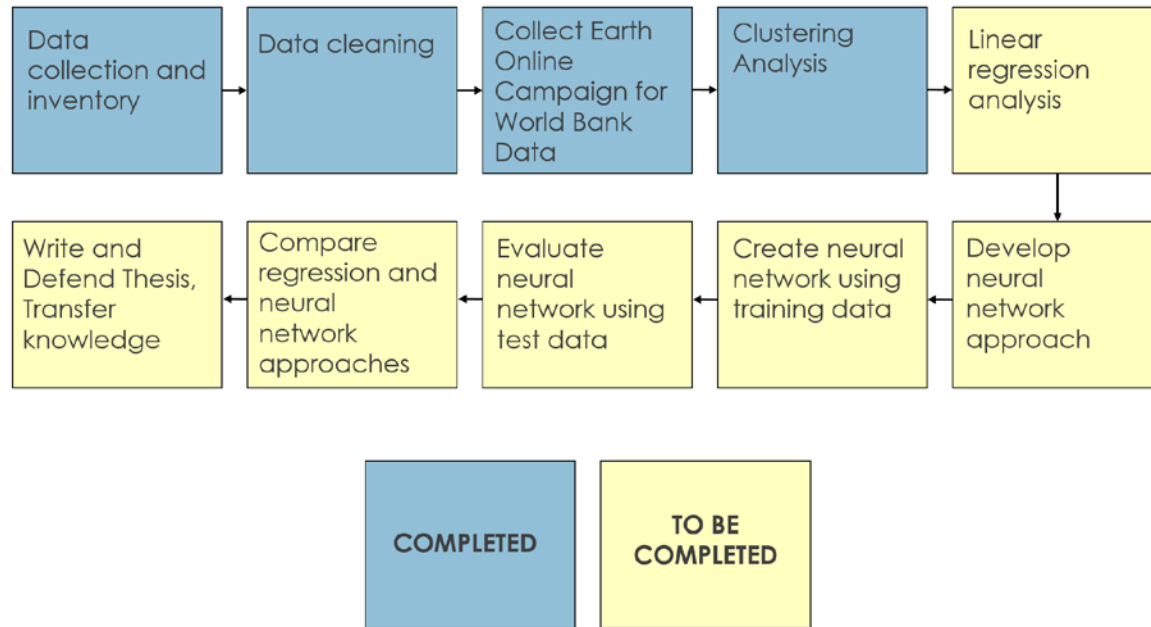 Data
collection and
inventory
Data cleaning
Collect Earth
Online
Campaign for
World Bank
Data
Clustering
Analysis
Linear
regression
analysis
Develop
neural
network
approach
Create neural
network using
training data
Evaluate
neural
network using
test data
Compare
regression and
neural
network
approaches
Write and
Defend Thesis,
Transfer
knowledge
COMPLETED
TO BE
COMPLETED